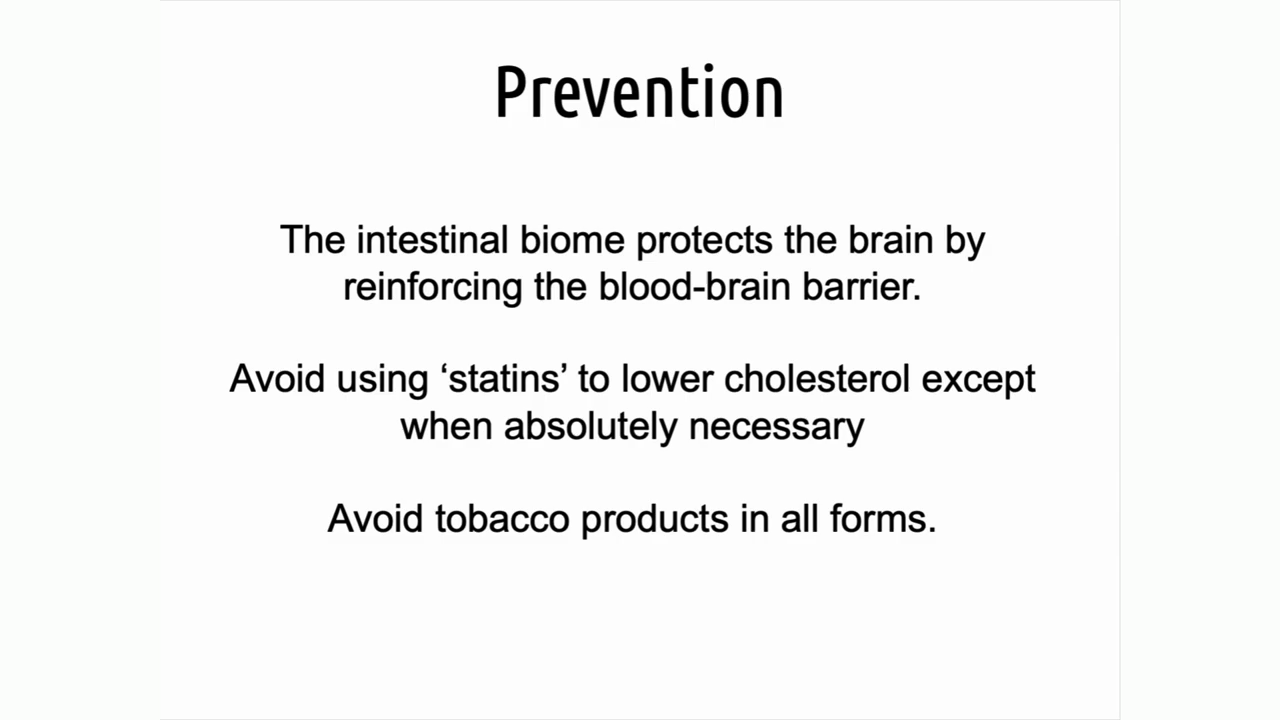 Prevention
The intestinal biome protects the brain by
reinforcing the blood-brain barrier.
Avoid using ‘statins’ to lower cholesterol except
when absolutely necessary
Avoid tobacco products in all forms.